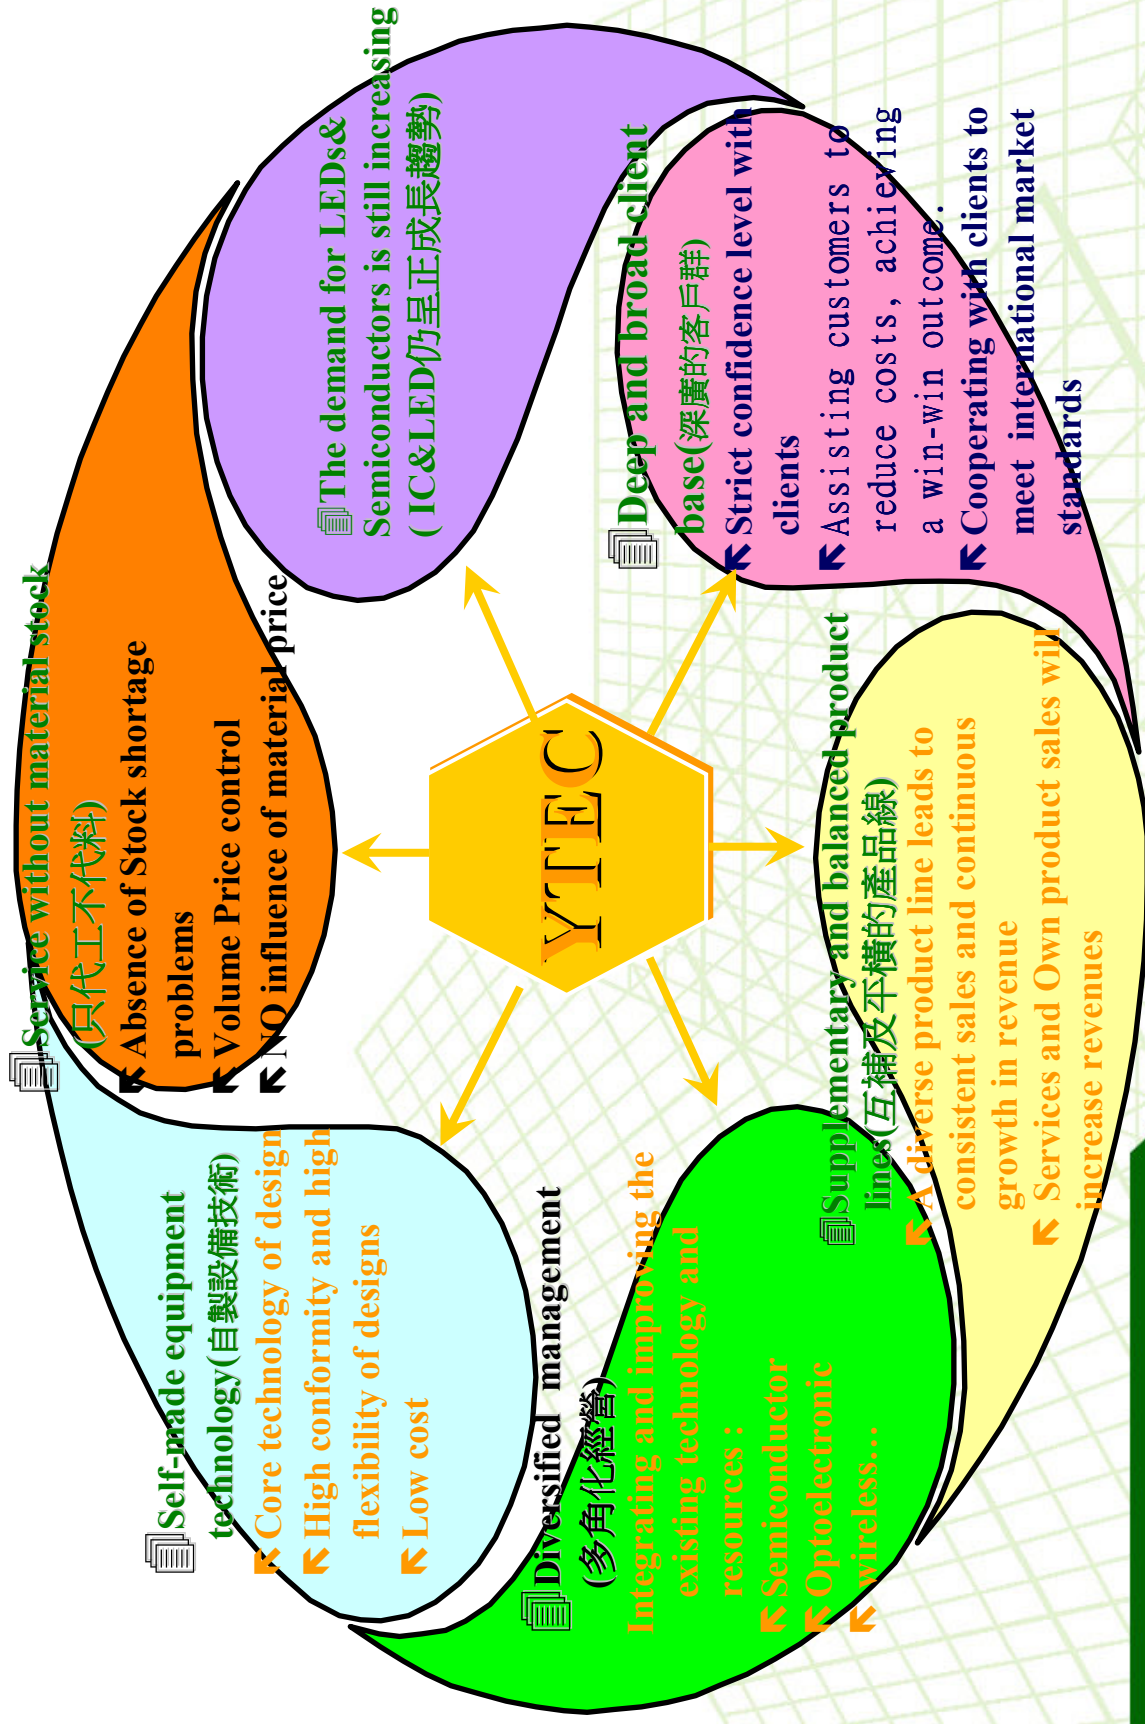 Service without material stock
(只代工不代料)
Absence of Stock shortage
problems
Volume Price control
NO influence of material price
The demand for LEDs&
Semiconductors is still increasing
( IC&LED仍呈正成長趨勢)
Self-made equipment
technology(自製設備技術)
Core technology of design
High conformity and high
flexibility of designs
Low cost
YTEC
Deep and broad client
base(深廣的客戶群)
Strict confidence level with
clients
Assisting customers to
reduce costs, achieving
a win-win outcome.
Cooperating with clients to
meet international market
standards
Diversified management
(多角化經營)
Integrating and improving the
existing technology and
resources :
Semiconductor
Optoelectronic
wireless…
Supplementary and balanced product
lines(互補及平橫的產品線)
A diverse product line leads to
consistent sales and continuous
growth in revenue
Services and Own product sales will
increase revenues